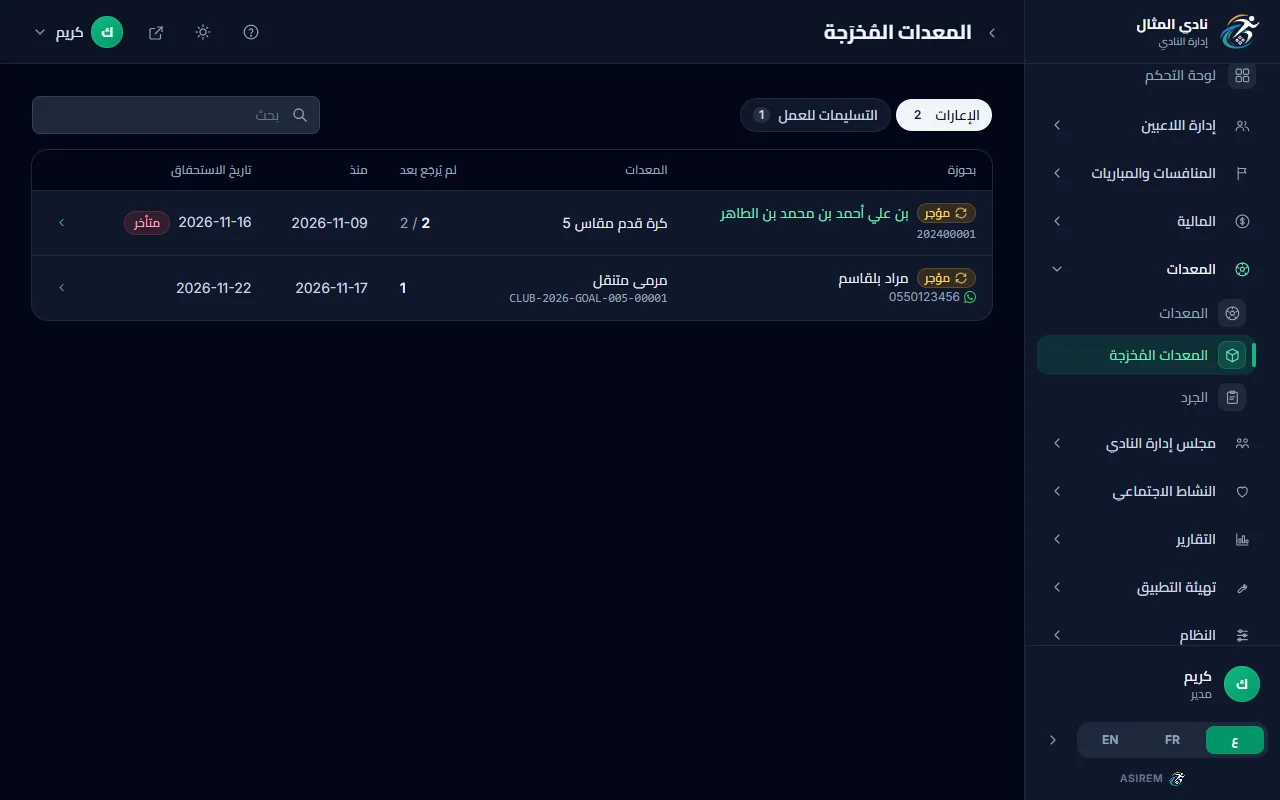 نادي المثال
إدارة النادي
لوحة التحكم
إدارة اللاعبين
المنافسات والمباريات
المالية
المعدات
المعدات
المعدات المُخرَجة
الجرد
مجلس إدارة النادي
النشاط الاجتماعي
التقارير
تهيئة التطبيق
النظام
ك
كريم
مدير
ع
FR
EN
ASIREM
المعدات المُخرَجة
ك
كريم
الإعارات 2
التسليمات للعمل 1
بحث
بحوزة
المعدات
لم يُرجَع بعد
منذ
تاريخ الاستحقاق
مؤجر بن علي أحمد بن محمد بن الطاهر
202400001
كرة قدم مقاس 5
2 / 2
2026-11-09
2026-11-16 متأخر
مؤجر مراد بلقاسم
0550123456
مرمى متنقل
CLUB-2026-GOAL-005-00001
1
2026-11-17
2026-11-22